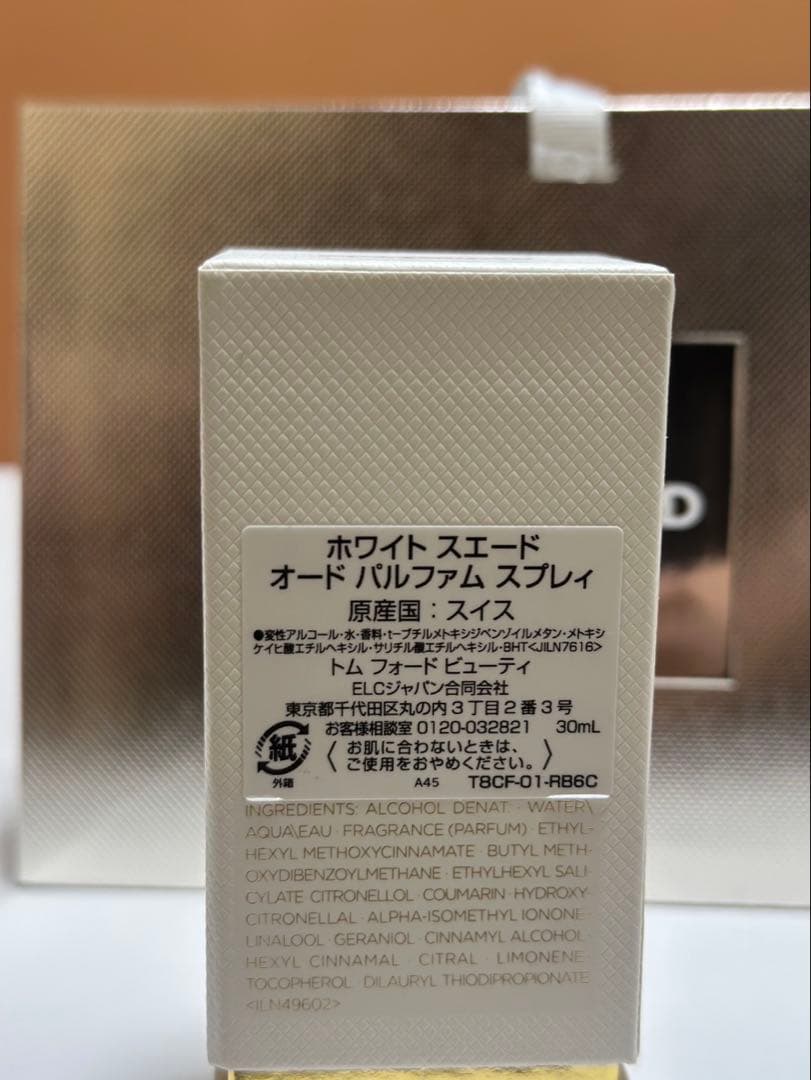 D
ホワイト スエード
オード パルファム スプレィ
原産国：スイス
●変性アルコール・水・香料・t-ブチルメトキシジベンゾイルメタン・メトキシ
ケイヒ酸エチルヘキシル・サリチル酸エチルヘキシル・BHT<JILN7616>
トム フォード ビューティ
ELCジャパン合同会社
東京都千代田区丸の内3丁目2番3号
お客様相談室 0120-032821 30mL
紙
外箱
〈お肌に合わないときは、
ご使用をおやめください。〉
A45 T8CF-01-RB6C
INGREDIENTS: ALCOHOL DENAT · WATER\
AQUA\EAU · FRAGRANCE (PARFUM) · ETHYL-
HEXYL METHOXYCINNAMATE · BUTYL METH-
OXYDIBENZOYLMETHANE · ETHYLHEXYL SALI
CYLATE CITRONELLOL · COUMARIN · HYDROXY-
CITRONELLAL · ALPHA-ISOMETHYL IONONE
LINALOOL · GERANIOL · CINNAMYL ALCOHOL
HEXYL CINNAMAL · CITRAL · LIMONENE
TOCOPHEROL · DILAURYL THIODIPROPIONATE
<ILN49602>